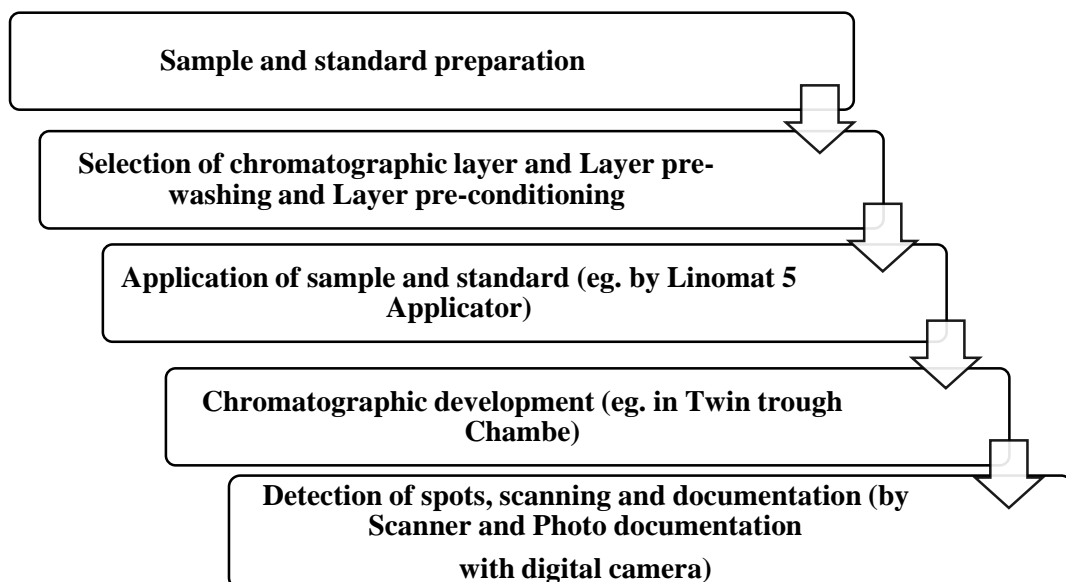 Sample and standard preparation
Selection of chromatographic layer and Layer pre-
washing and Layer pre-conditioning
Application of sample and standard (eg. by Linomat 5
Applicator)
Chromatographic development (eg. in Twin trough
Chambe)
Detection of spots, scanning and documentation (by
Scanner and Photo documentation
with digital camera)